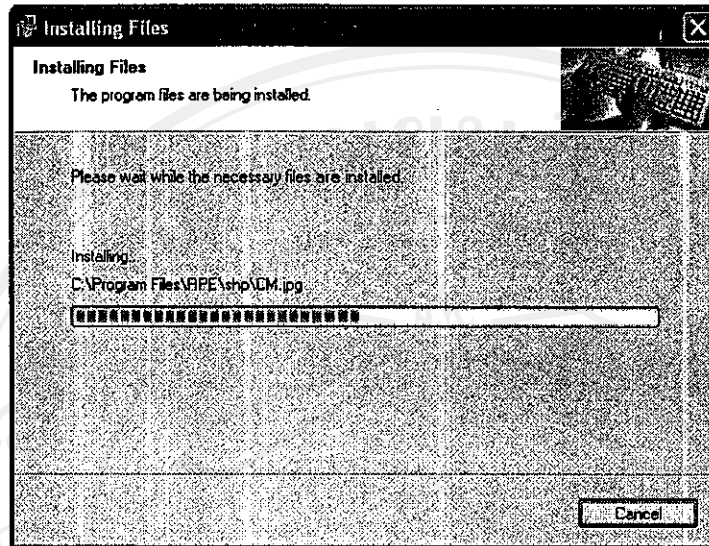 Installing Files
Installing Files
The program files are being installed.
Please wait while the necessary files are installed.
Installing...
C:\Program Files\RPE\shp\CM.jpg
Cancel